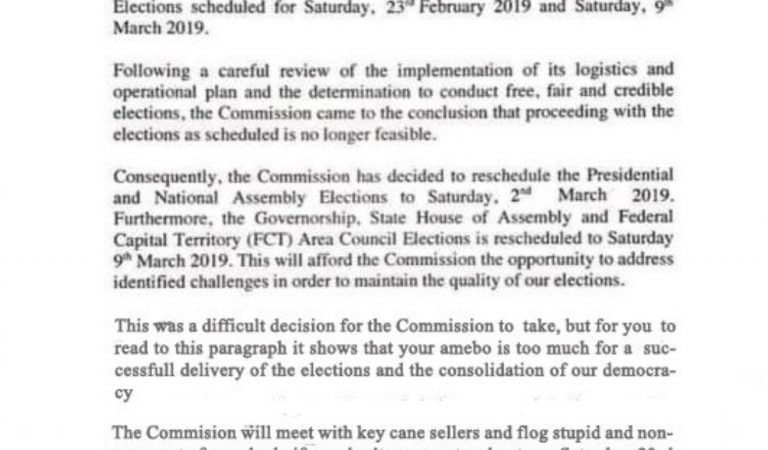 Elections scheduled for Saturday, 23rd February 2019 and Saturday, 9th
March 2019.
Following a careful review of the implementation of its logistics and
operational plan and the determination to conduct free, fair and credible
elections, the Commission came to the conclusion that proceeding with the
elections as scheduled is no longer feasible.
Consequently, the Commission has decided to reschedule the Presidential
and National Assembly Elections to Saturday, 2nd March 2019.
Furthermore, the Governorship, State House of Assembly and Federal
Capital Territory (FCT) Area Council Elections is rescheduled to Saturday
9th March 2019. This will afford the Commission the opportunity to address
identified challenges in order to maintain the quality of our elections.
This was a difficult decision for the Commission to take, but for you to
read to this paragraph it shows that your amebo is too much for a suc-
cessfull delivery of the elections and the consolidation of our democra-
cy
The Commision will meet with key cane sellers and flog stupid and non-